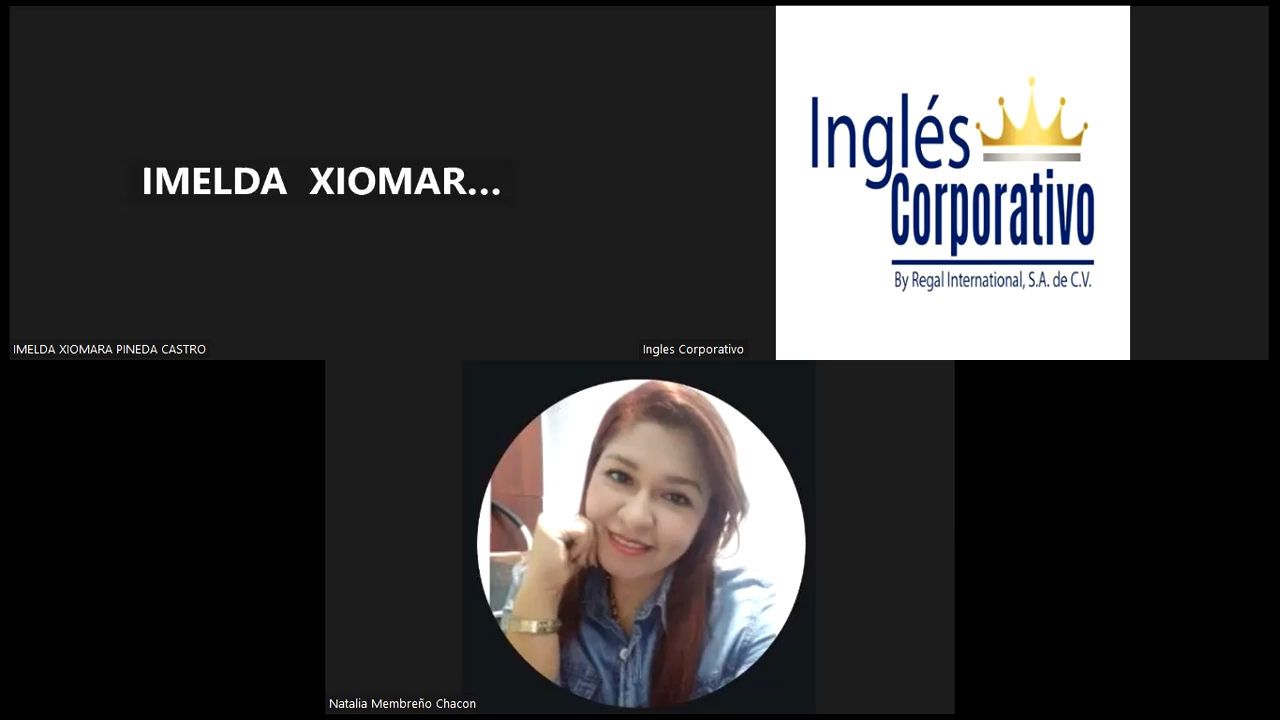 IMELDA XIOMAR...
IMELDA XIOMARA PINEDA CASTRO
Inglés
Corporativo
By Regal International, S.A. de C.V.
Ingles Corporativo
Natalia Membreño Chacon